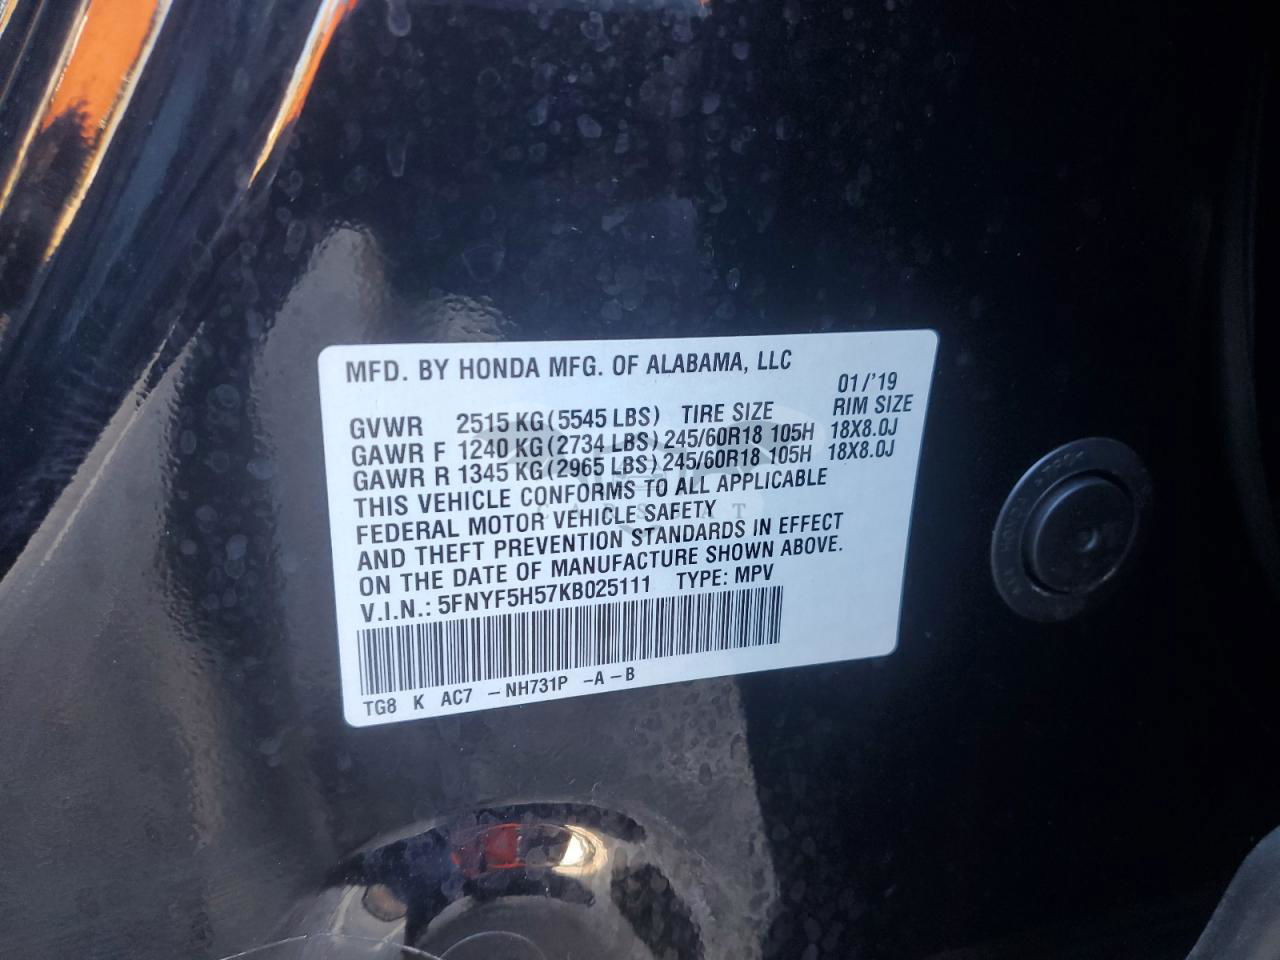 MFD. BY HONDA MFG. OF ALABAMA, LLC
01/'19
GVWR 2515 KG (5545 LBS) TIRE SIZE RIM SIZE
GAWR F 1240 KG (2734 LBS) 245/60R18 105H 18X8.0J
GAWR R 1345 KG (2965 LBS) 245/60R18 105H 18X8.0J
THIS VEHICLE CONFORMS TO ALL APPLICABLE
FEDERAL MOTOR VEHICLE SAFETY
AND THEFT PREVENTION STANDARDS IN EFFECT
ON THE DATE OF MANUFACTURE SHOWN ABOVE.
V.I.N.: 5FNYF5H57KB025111 TYPE: MPV
TG8 K AC7 – NH731P – A – B